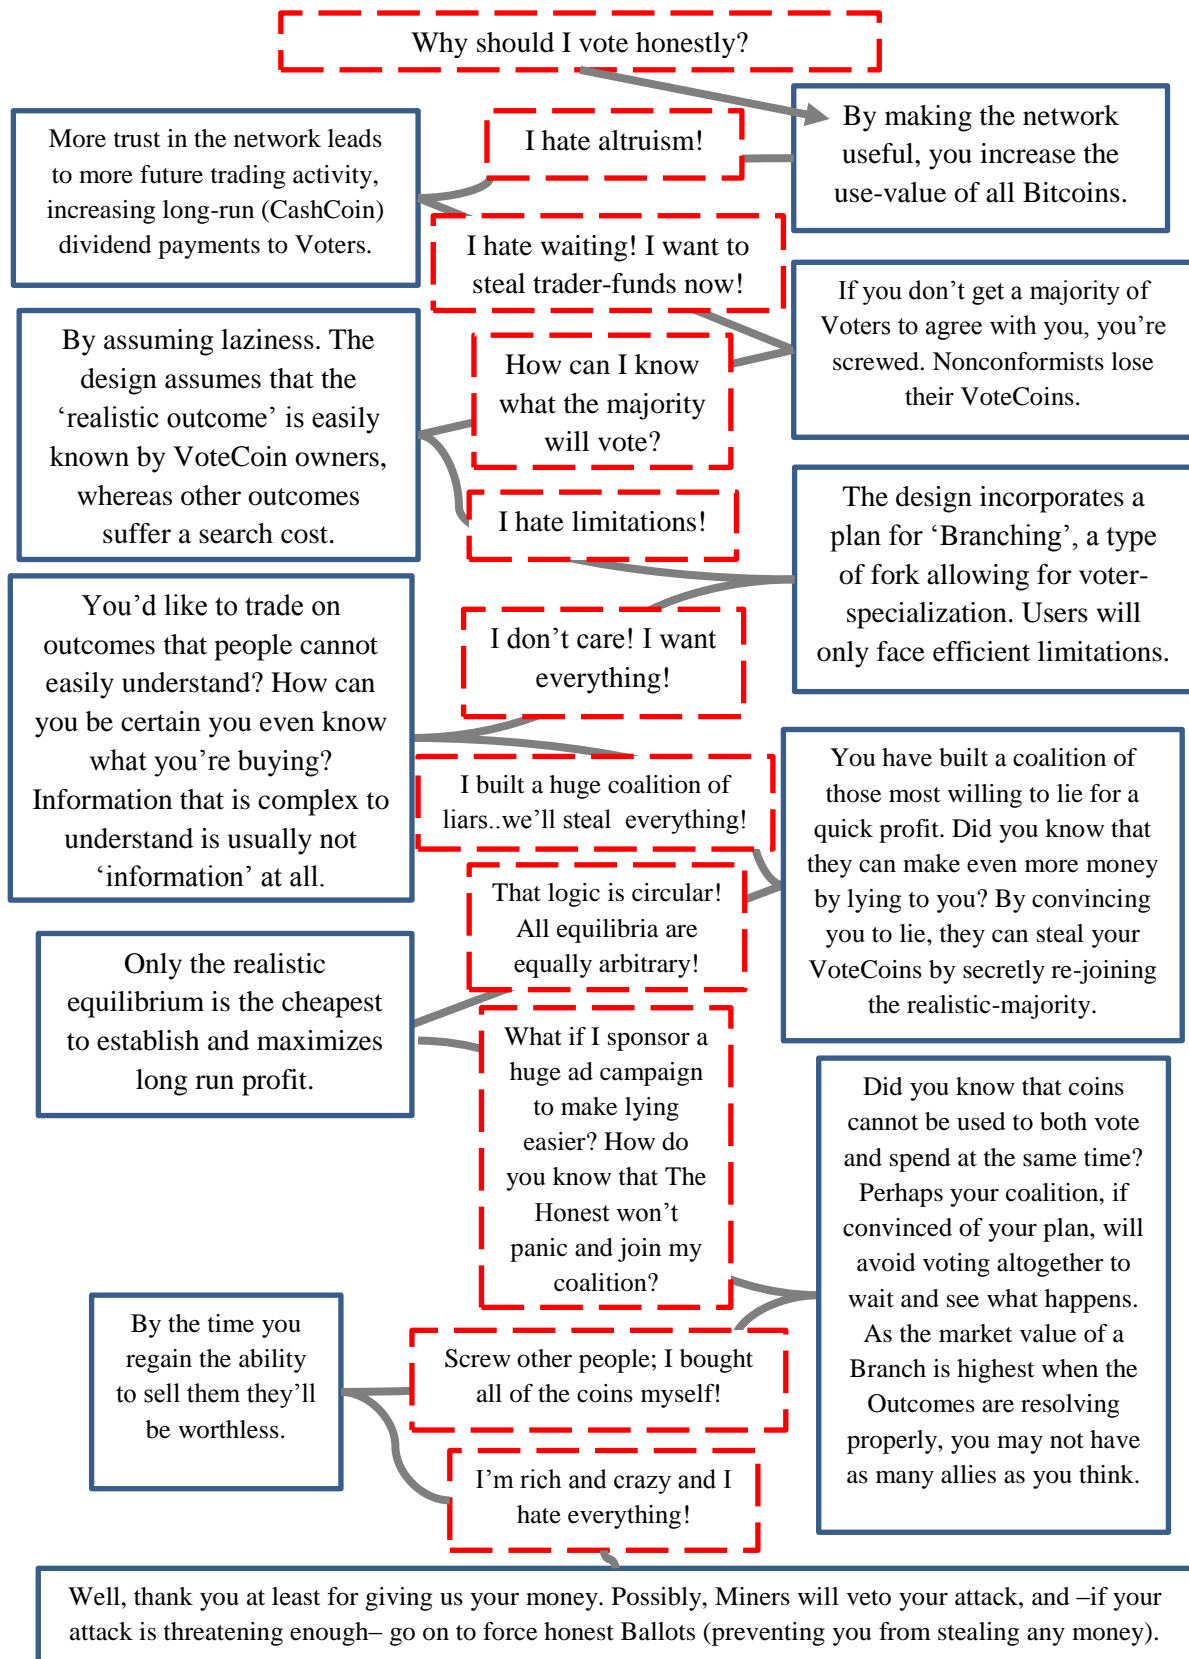 Why should I vote honestly?
By making the network
useful, you increase the
use-value of all Bitcoins.
I hate altruism!
More trust in the network leads
to more future trading activity,
increasing long-run (CashCoin)
dividend payments to Voters.
I hate waiting! I want to
steal trader-funds now!
If you don’t get a majority of
Voters to agree with you, you’re
screwed. Nonconformists lose
their VoteCoins.
How can I know
what the majority
will vote?
By assuming laziness. The
design assumes that the
‘realistic outcome’ is easily
known by VoteCoin owners,
whereas other outcomes
suffer a search cost.
I hate limitations!
The design incorporates a
plan for ‘Branching’, a type
of fork allowing for voter-
specialization. Users will
only face efficient limitations.
I don’t care! I want
everything!
You’d like to trade on
outcomes that people cannot
easily understand? How can
you be certain you even know
what you’re buying?
Information that is complex to
understand is usually not
‘information’ at all.
I built a huge coalition of
liars..we’ll steal everything!
You have built a coalition of
those most willing to lie for a
quick profit. Did you know that
they can make even more money
by lying to you? By convincing
you to lie, they can steal your
VoteCoins by secretly re-joining
the realistic-majority.
That logic is circular!
All equilibria are
equally arbitrary!
Only the realistic
equilibrium is the cheapest
to establish and maximizes
long run profit.
What if I sponsor a
huge ad campaign
to make lying
easier? How do
you know that The
Honest won’t
panic and join my
coalition?
Did you know that coins
cannot be used to both vote
and spend at the same time?
Perhaps your coalition, if
convinced of your plan, will
avoid voting altogether to
wait and see what happens.
As the market value of a
Branch is highest when the
Outcomes are resolving
properly, you may not have
as many allies as you think.
Screw other people; I bought
all of the coins myself!
By the time you
regain the ability
to sell them they’ll
be worthless.
I’m rich and crazy and I
hate everything!
Well, thank you at least for giving us your money. Possibly, Miners will veto your attack, and –if your
attack is threatening enough– go on to force honest Ballots (preventing you from stealing any money).